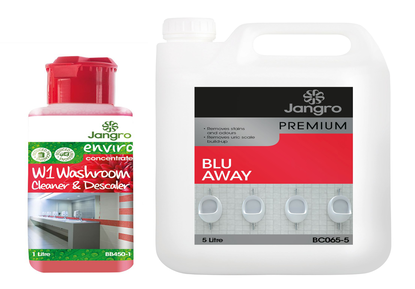 Jangro
enviro
concentrate
W1 Washroom
Cleaner & Descaler
1 Litre
BB450-1
Jangro
PREMIUM
• Removes stains
and odours
• Removes uric scale
build-up
BLU
AWAY
5 Litre
BC065-5